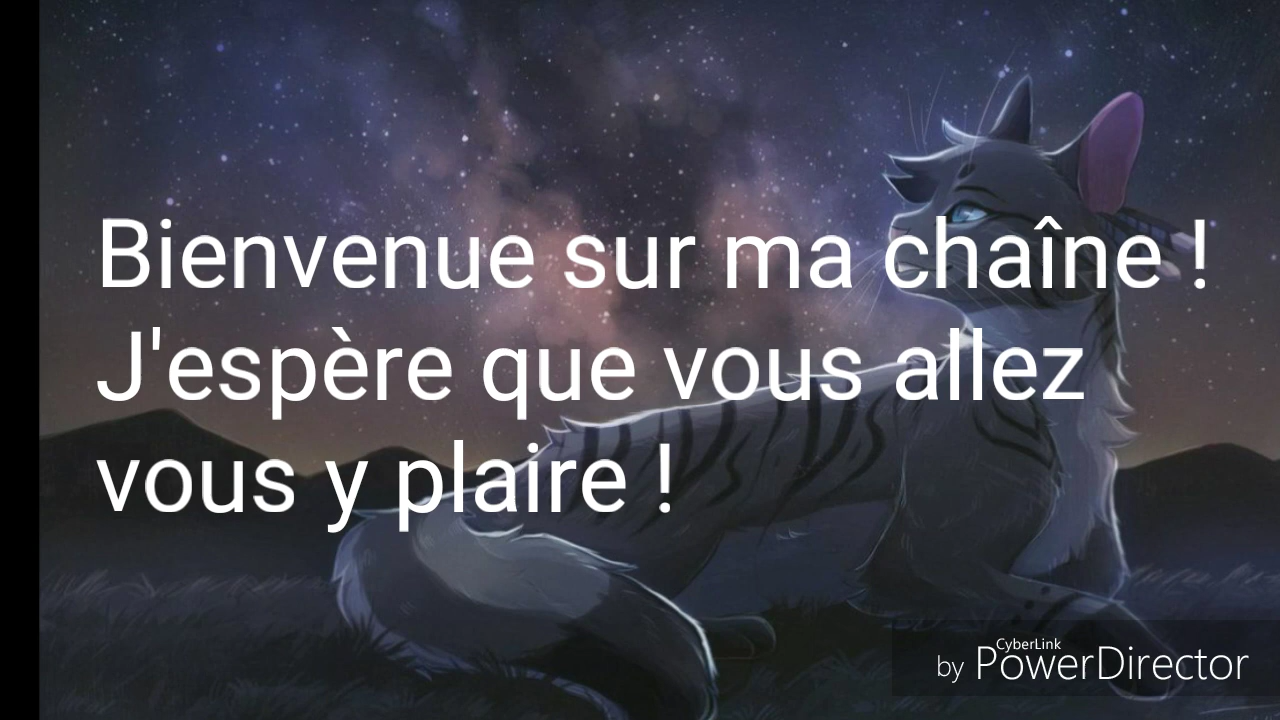 Bienvenue sur ma chaîne !
J'espère que vous allez
vous y plaire !
CyberLink
by PowerDirector